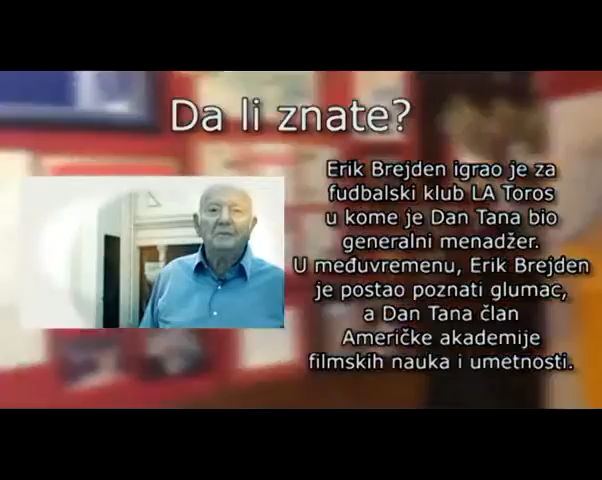 Da li znate?
Erik Brejden igrao je za
fudbalski klub LA Toros
u kome je Dan Tana bio
generalni menadžer.
U međuvremenu, Erik Brejden
je postao poznati glumac,
a Dan Tana član
Američke akademije
filmskih nauka i umetnosti.